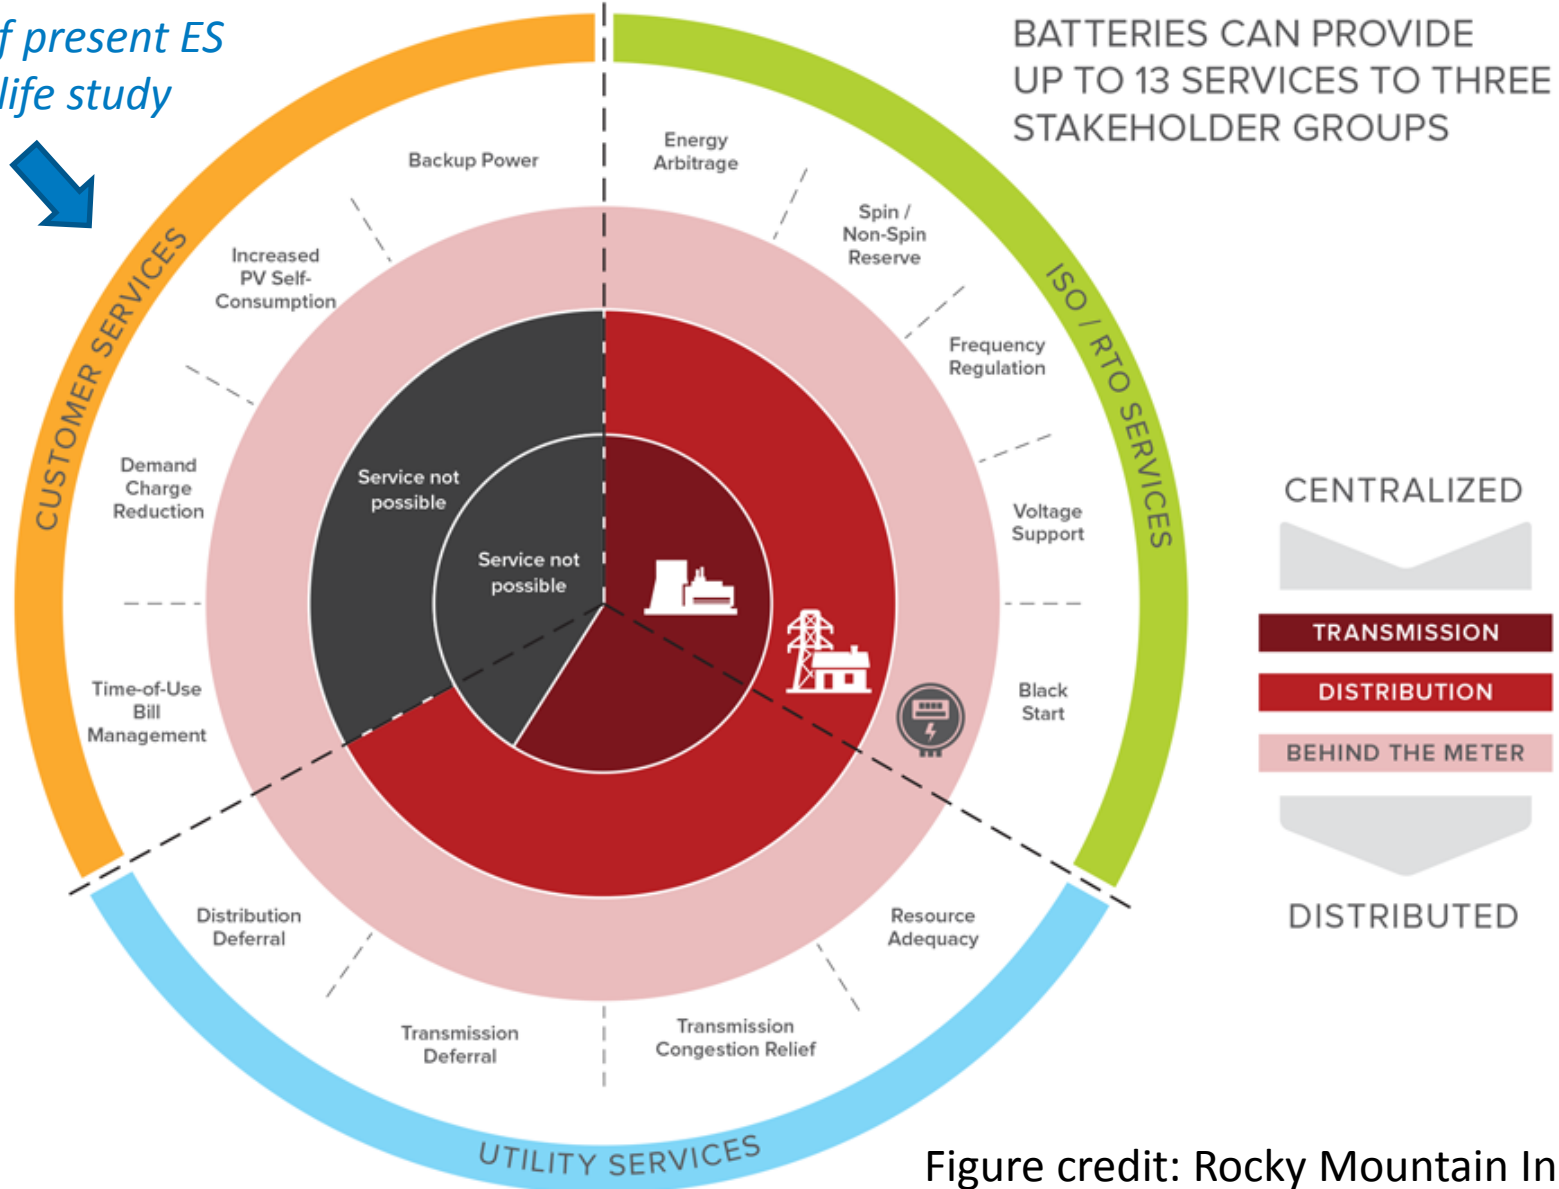 f present ES
life study
BATTERIES CAN PROVIDE
UP TO 13 SERVICES TO THREE
STAKEHOLDER GROUPS
Backup Power
Energy
Arbitrage
Spin /
Non-Spin
Reserve
Increased
PV Self-
Consumption
Frequency
Regulation
CUSTOMER SERVICES
ISO / RTO SERVICES
Demand
Charge
Reduction
Service not
possible
Service not
possible
Voltage
Support
Time-of-Use
Bill
Management
Black
Start
CENTRALIZED
TRANSMISSION
DISTRIBUTION
BEHIND THE METER
DISTRIBUTED
Distribution
Deferral
Resource
Adequacy
Transmission
Deferral
Transmission
Congestion Relief
UTILITY SERVICES
Figure credit: Rocky Mountain In